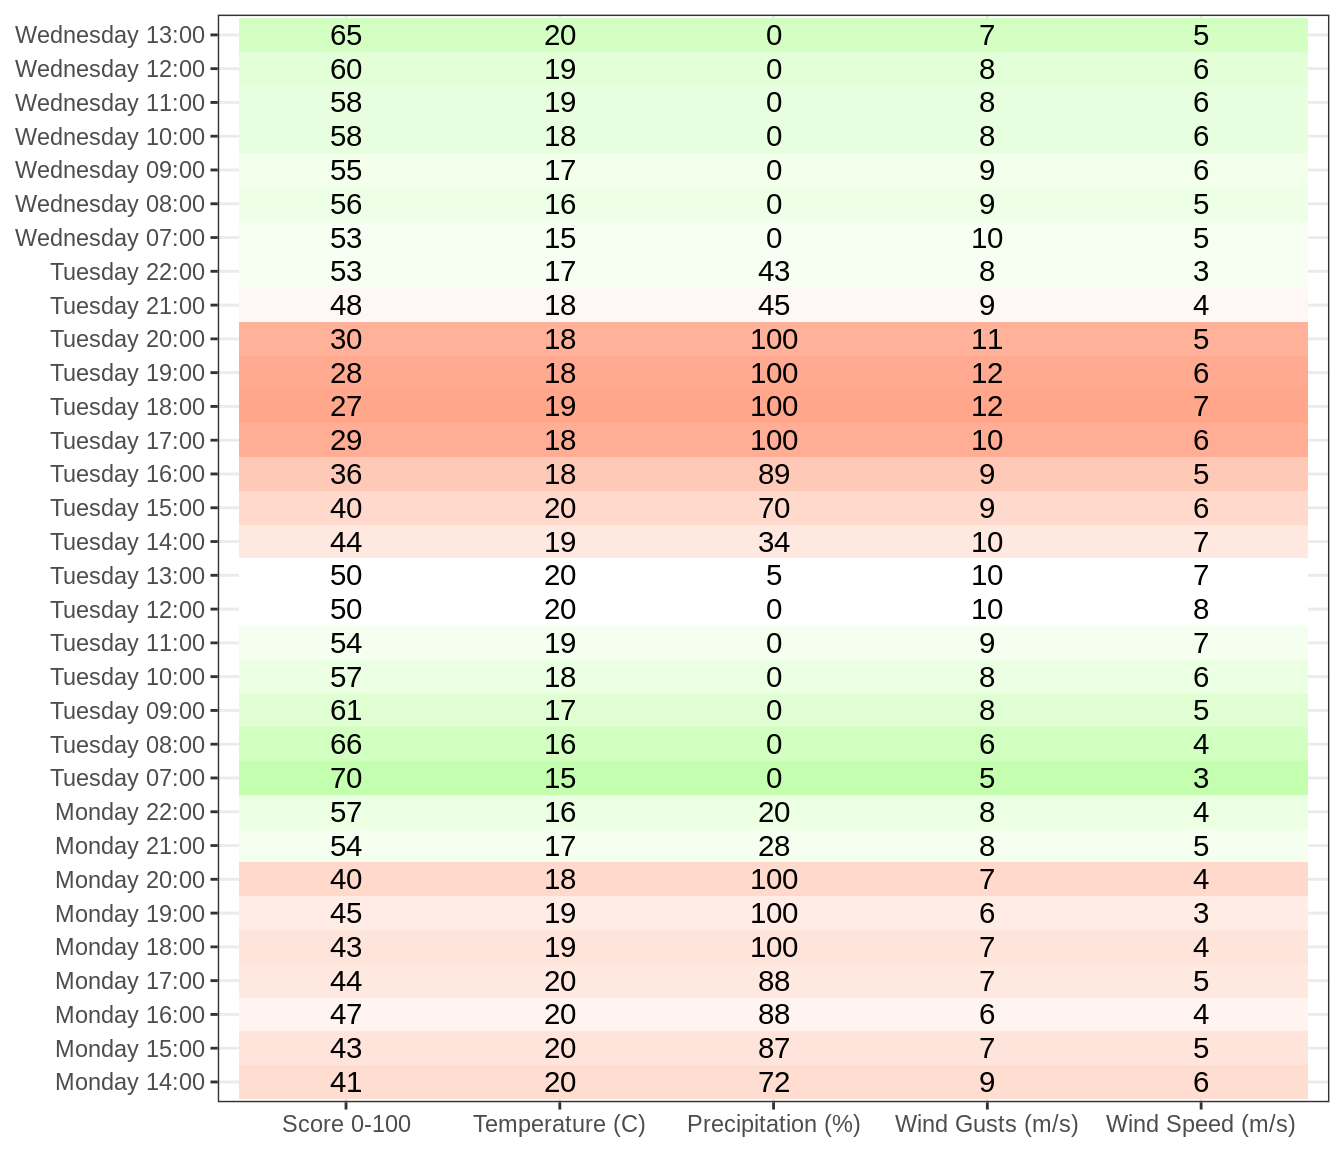 Wednesday 13:00 65 20 0 7 5
Wednesday 12:00 60 19 0 8 6
Wednesday 11:00 58 19 0 8 6
Wednesday 10:00 58 18 0 8 6
Wednesday 09:00 55 17 0 9 6
Wednesday 08:00 56 16 0 9 5
Wednesday 07:00 53 15 0 10 5
Tuesday 22:00 53 17 43 8 3
Tuesday 21:00 48 18 45 9 4
Tuesday 20:00 30 18 100 11 5
Tuesday 19:00 28 18 100 12 6
Tuesday 18:00 27 19 100 12 7
Tuesday 17:00 29 18 100 10 6
Tuesday 16:00 36 18 89 9 5
Tuesday 15:00 40 20 70 9 6
Tuesday 14:00 44 19 34 10 7
Tuesday 13:00 50 20 5 10 7
Tuesday 12:00 50 20 0 10 8
Tuesday 11:00 54 19 0 9 7
Tuesday 10:00 57 18 0 8 6
Tuesday 09:00 61 17 0 8 5
Tuesday 08:00 66 16 0 6 4
Tuesday 07:00 70 15 0 5 3
Monday 22:00 57 16 20 8 4
Monday 21:00 54 17 28 8 5
Monday 20:00 40 18 100 7 4
Monday 19:00 45 19 100 6 3
Monday 18:00 43 19 100 7 4
Monday 17:00 44 20 88 7 5
Monday 16:00 47 20 88 6 4
Monday 15:00 43 20 87 7 5
Monday 14:00 41 20 72 9 6
Score 0-100 Temperature (C) Precipitation (%) Wind Gusts (m/s) Wind Speed (m/s)